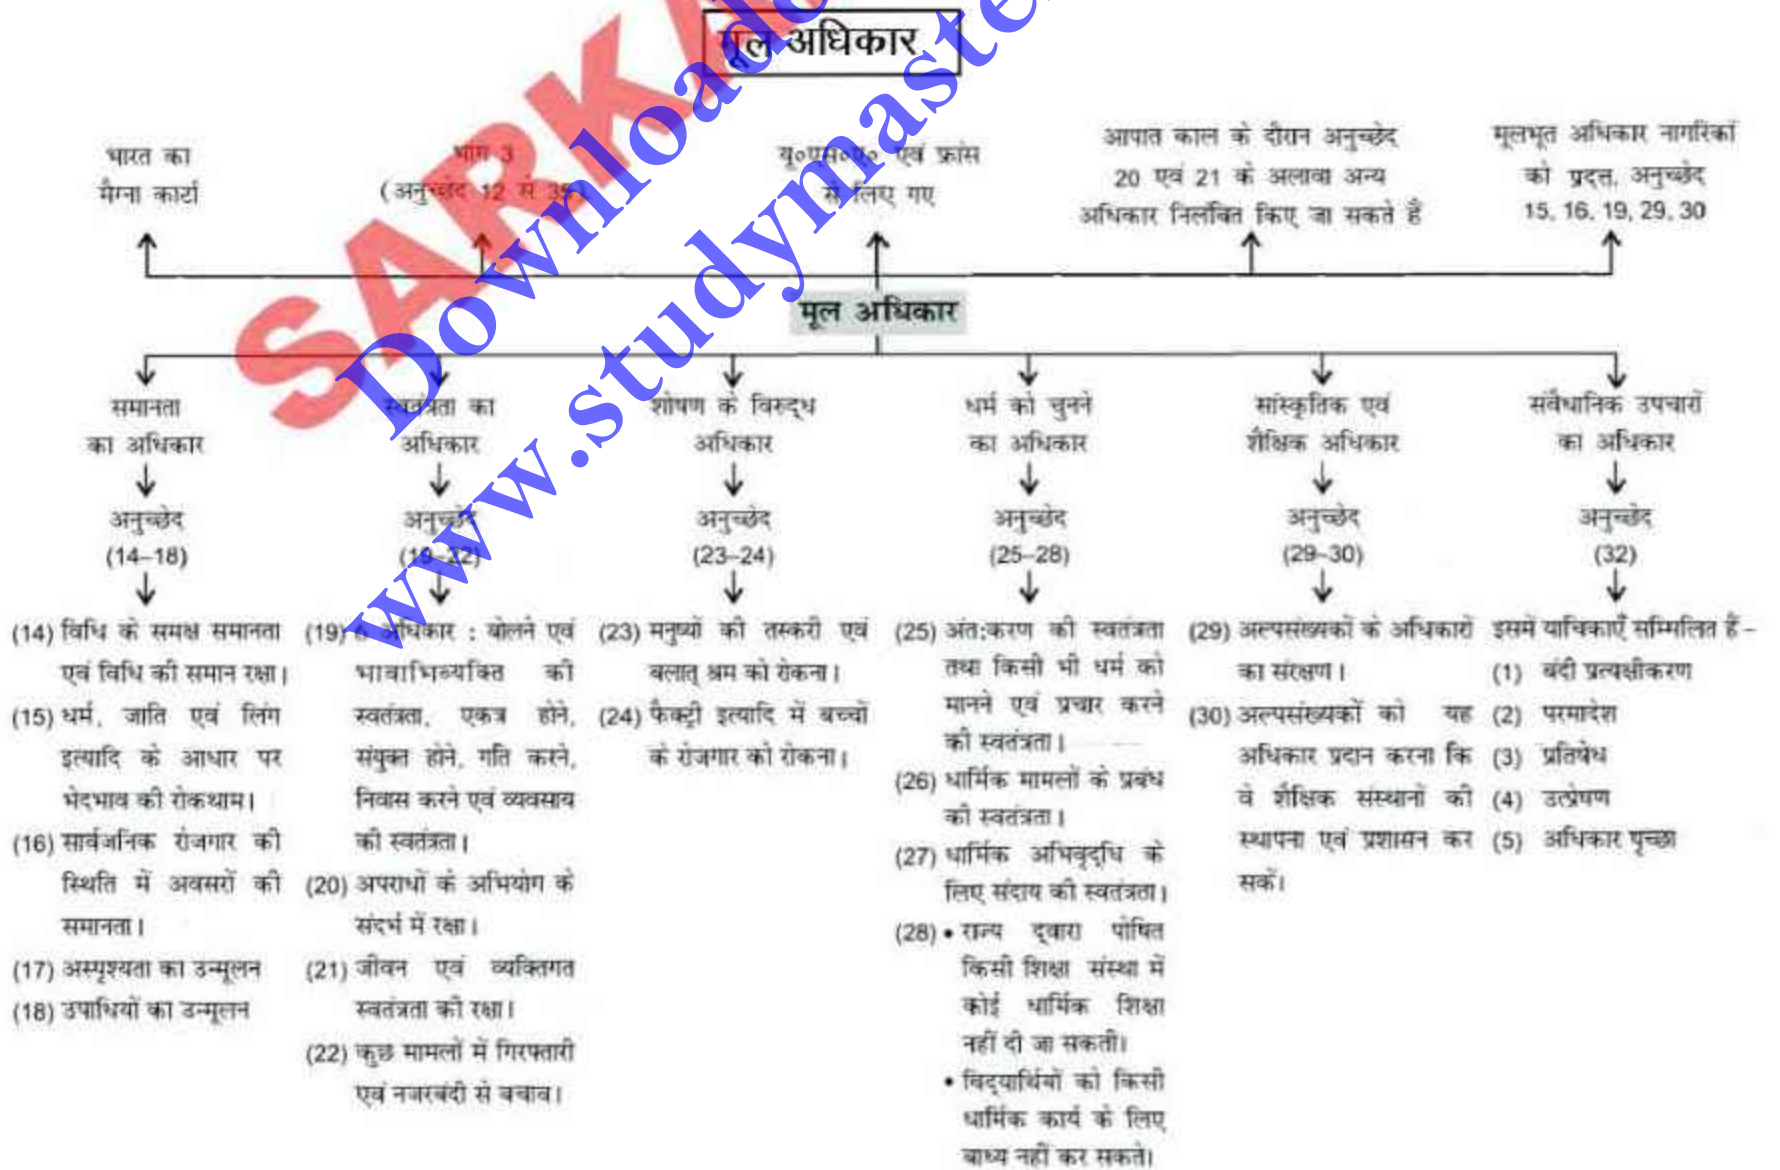 मूल अधिकार
भारत का
मैग्ना कार्टा
भाग 3
(अनुच्छेद 12 से 35)
यू०एस०ए० एवं फ्रांस
से लिए गए
आपात काल के दौरान अनुच्छेद
20 एवं 21 के अलावा अन्य
अधिकार निलंबित किए जा सकते हैं
मूलभूत अधिकार नागरिकों
को प्रदत्त, अनुच्छेद
15, 16, 19, 29, 30
मूल अधिकार
समानता
का अधिकार
अनुच्छेद
(14–18)
(14) विधि के समक्ष समानता
एवं विधि की समान रक्षा।
(15) धर्म, जाति एवं लिंग
इत्यादि के आधार पर
भेदभाव की रोकथाम।
(16) सार्वजनिक रोजगार की
स्थिति में अवसरों की
समानता।
(17) अस्पृश्यता का उन्मूलन
(18) उपाधियों का उन्मूलन
स्वतंत्रता का
अधिकार
अनुच्छेद
(19–22)
(19) 6 अधिकार : बोलने एवं
भावाभिव्यक्ति की
स्वतंत्रता, एकत्र होने,
संयुक्त होने, गति करने,
निवास करने एवं व्यवसाय
की स्वतंत्रता।
(20) अपराधों के अभियोग के
संदर्भ में रक्षा।
(21) जीवन एवं व्यक्तिगत
स्वतंत्रता की रक्षा।
(22) कुछ मामलों में गिरफ्तारी
एवं नजरबंदी से बचाव।
शोषण के विरुद्ध
अधिकार
अनुच्छेद
(23–24)
(23) मनुष्यों की तस्करी एवं
बलात् श्रम को रोकना।
(24) फैक्ट्री इत्यादि में बच्चों
के रोजगार को रोकना।
धर्म को चुनने
का अधिकार
अनुच्छेद
(25–28)
(25) अंत:करण की स्वतंत्रता
तथा किसी भी धर्म को
मानने एवं प्रचार करने
की स्वतंत्रता।
(26) धार्मिक मामलों के प्रबंध
की स्वतंत्रता।
(27) धार्मिक अभिवृद्धि के
लिए संदाय की स्वतंत्रता।
(28) • राज्य द्वारा पोषित
किसी शिक्षा संस्था में
कोई धार्मिक शिक्षा
नहीं दी जा सकती।
• विद्यार्थियों को किसी
धार्मिक कार्य के लिए
बाध्य नहीं कर सकते।
सांस्कृतिक एवं
शैक्षिक अधिकार
अनुच्छेद
(29–30)
(29) अल्पसंख्यकों के अधिकारों
का संरक्षण।
(30) अल्पसंख्यकों को यह
अधिकार प्रदान करना कि
वे शैक्षिक संस्थानों की
स्थापना एवं प्रशासन कर
सकें।
संवैधानिक उपचारों
का अधिकार
अनुच्छेद
(32)
इसमें याचिकाएँ सम्मिलित हैं –
(1) बंदी प्रत्यक्षीकरण
(2) परमादेश
(3) प्रतिषेध
(4) उत्प्रेषण
(5) अधिकार पृच्छा